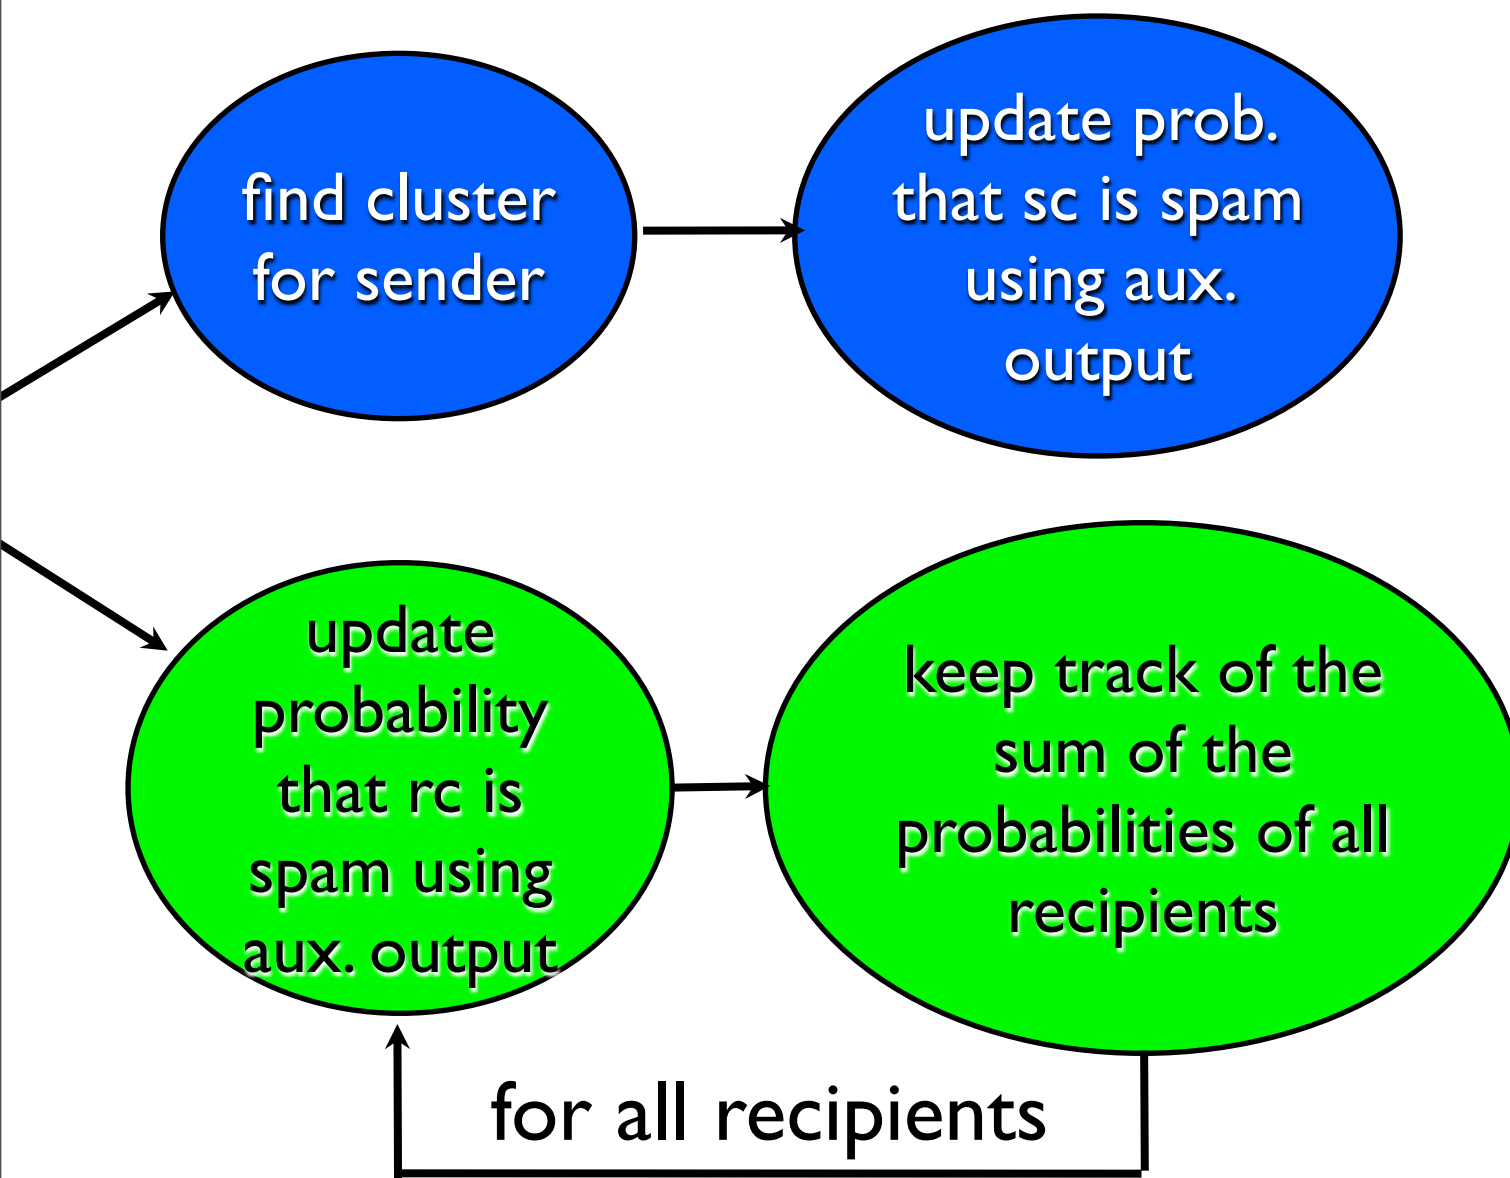 find cluster
for sender
update prob.
that sc is spam
using aux.
output
update
probability
that rc is
spam using
aux. output
keep track of the
sum of the
probabilities of all
recipients
for all recipients